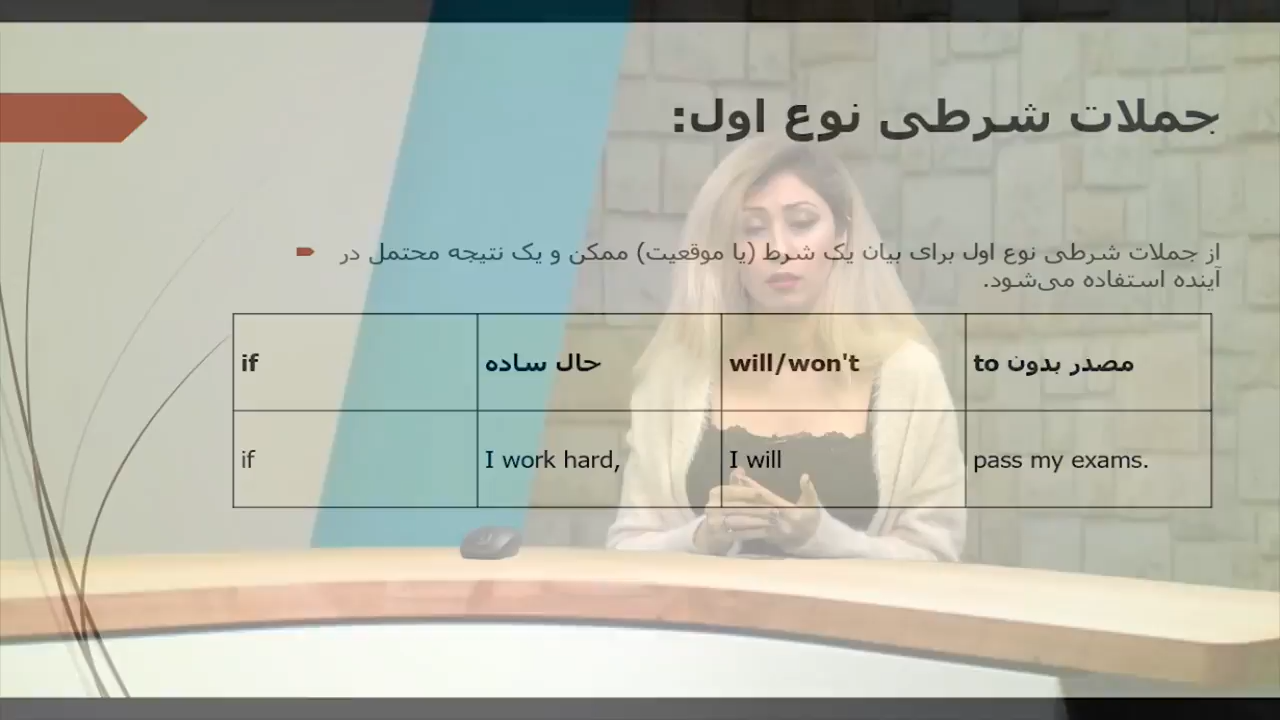 جملات شرطی نوع اول:
از جملات شرطی نوع اول برای بیان یک شرط (یا موقعیت) ممکن و یک نتیجه محتمل در
آینده استفاده می‌شود.
if حال ساده will/won't مصدر بدون to
if I work hard, I will pass my exams.